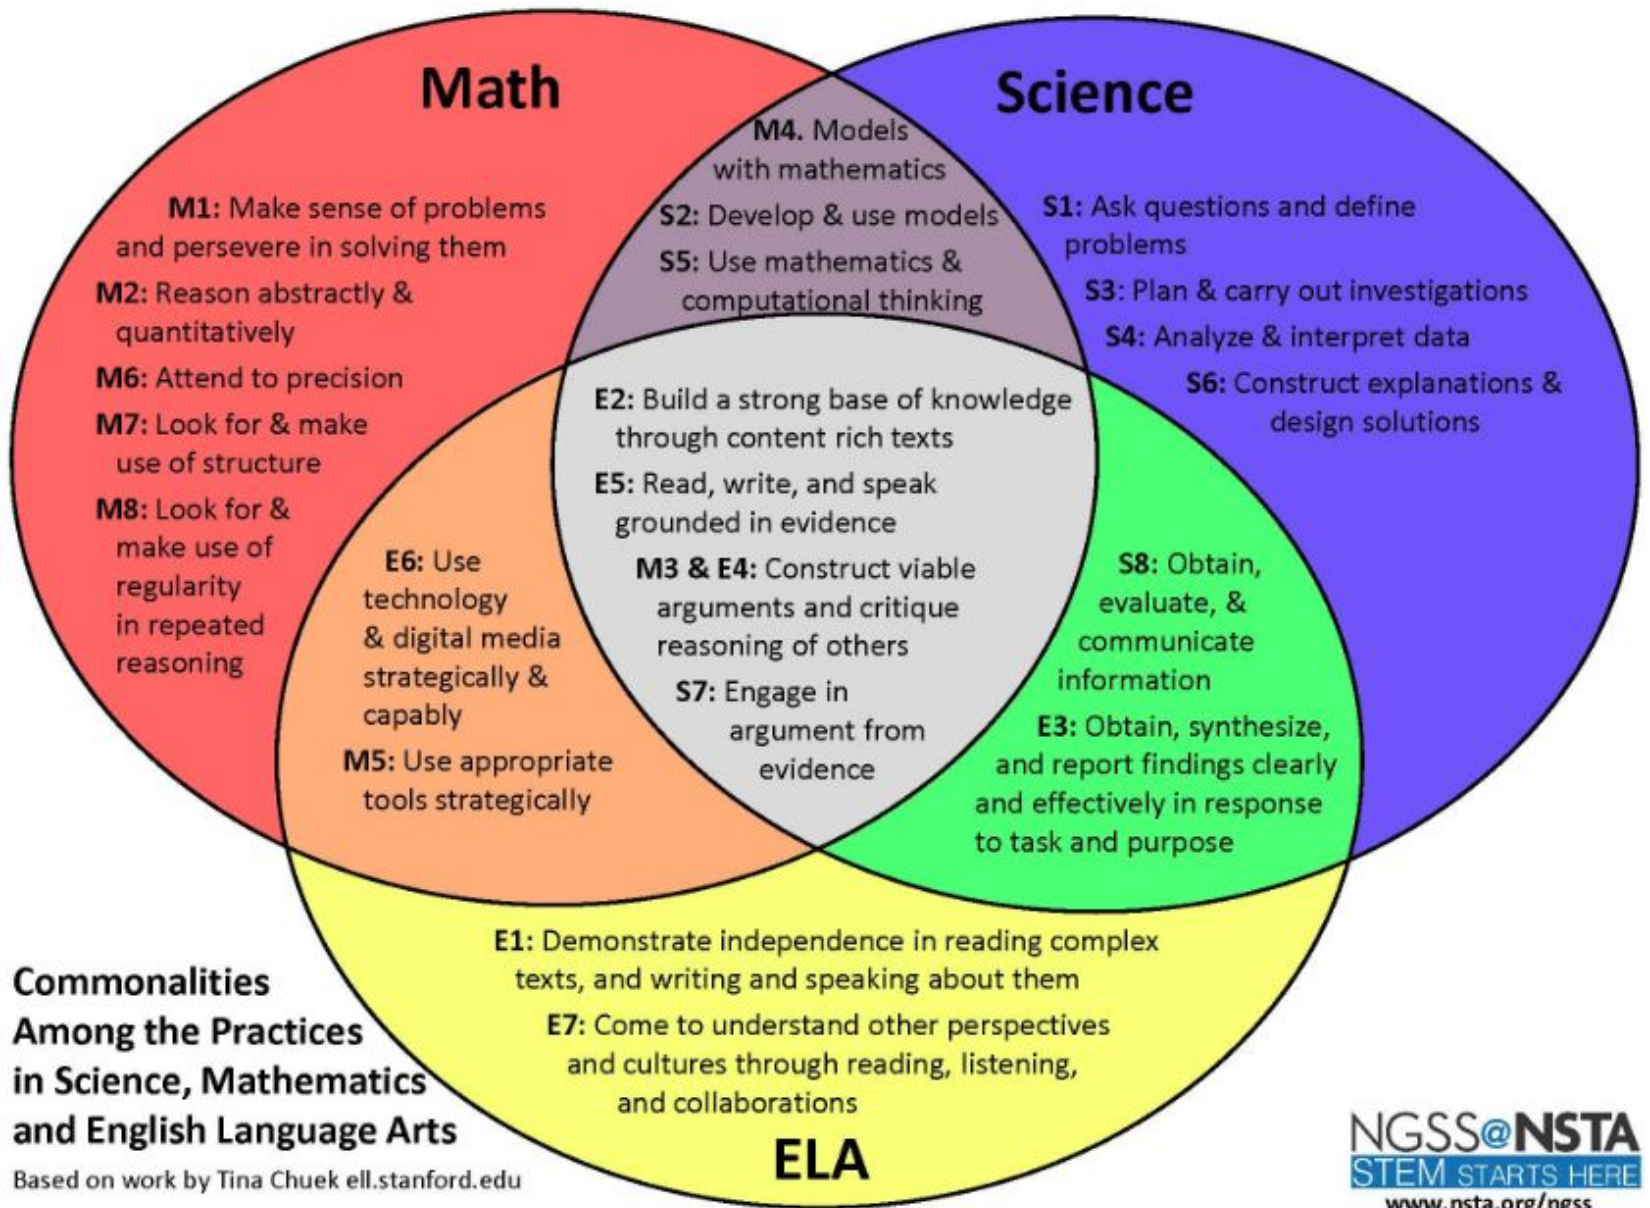 Math
Science
M1: Make sense of problems
and persevere in solving them
M2: Reason abstractly &
quantitatively
M6: Attend to precision
M7: Look for & make
use of structure
M8: Look for &
make use of
regularity
in repeated
reasoning
M4. Models
with mathematics
S2: Develop & use models
S5: Use mathematics &
computational thinking
S1: Ask questions and define
problems
S3: Plan & carry out investigations
S4: Analyze & interpret data
S6: Construct explanations &
design solutions
E2: Build a strong base of knowledge
through content rich texts
E5: Read, write, and speak
grounded in evidence
M3 & E4: Construct viable
arguments and critique
reasoning of others
S7: Engage in
argument from
evidence
E6: Use
technology
& digital media
strategically &
capably
M5: Use appropriate
tools strategically
S8: Obtain,
evaluate, &
communicate
information
E3: Obtain, synthesize,
and report findings clearly
and effectively in response
to task and purpose
E1: Demonstrate independence in reading complex
texts, and writing and speaking about them
E7: Come to understand other perspectives
and cultures through reading, listening,
and collaborations
ELA
Commonalities
Among the Practices
in Science, Mathematics
and English Language Arts
Based on work by Tina Chuek ell.stanford.edu
NGSS@NSTA
STEM STARTS HERE
www.nsta.org/ngss